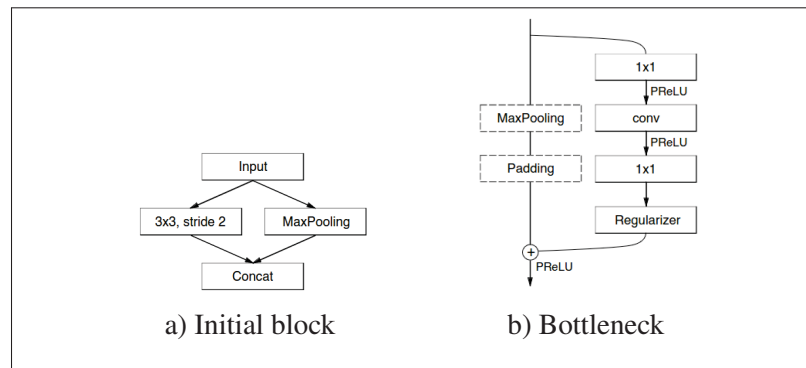 Input
3x3, stride 2
MaxPooling
Concat
a) Initial block
1x1
PReLU
MaxPooling
conv
PReLU
Padding
1x1
Regularizer
+
PReLU
b) Bottleneck